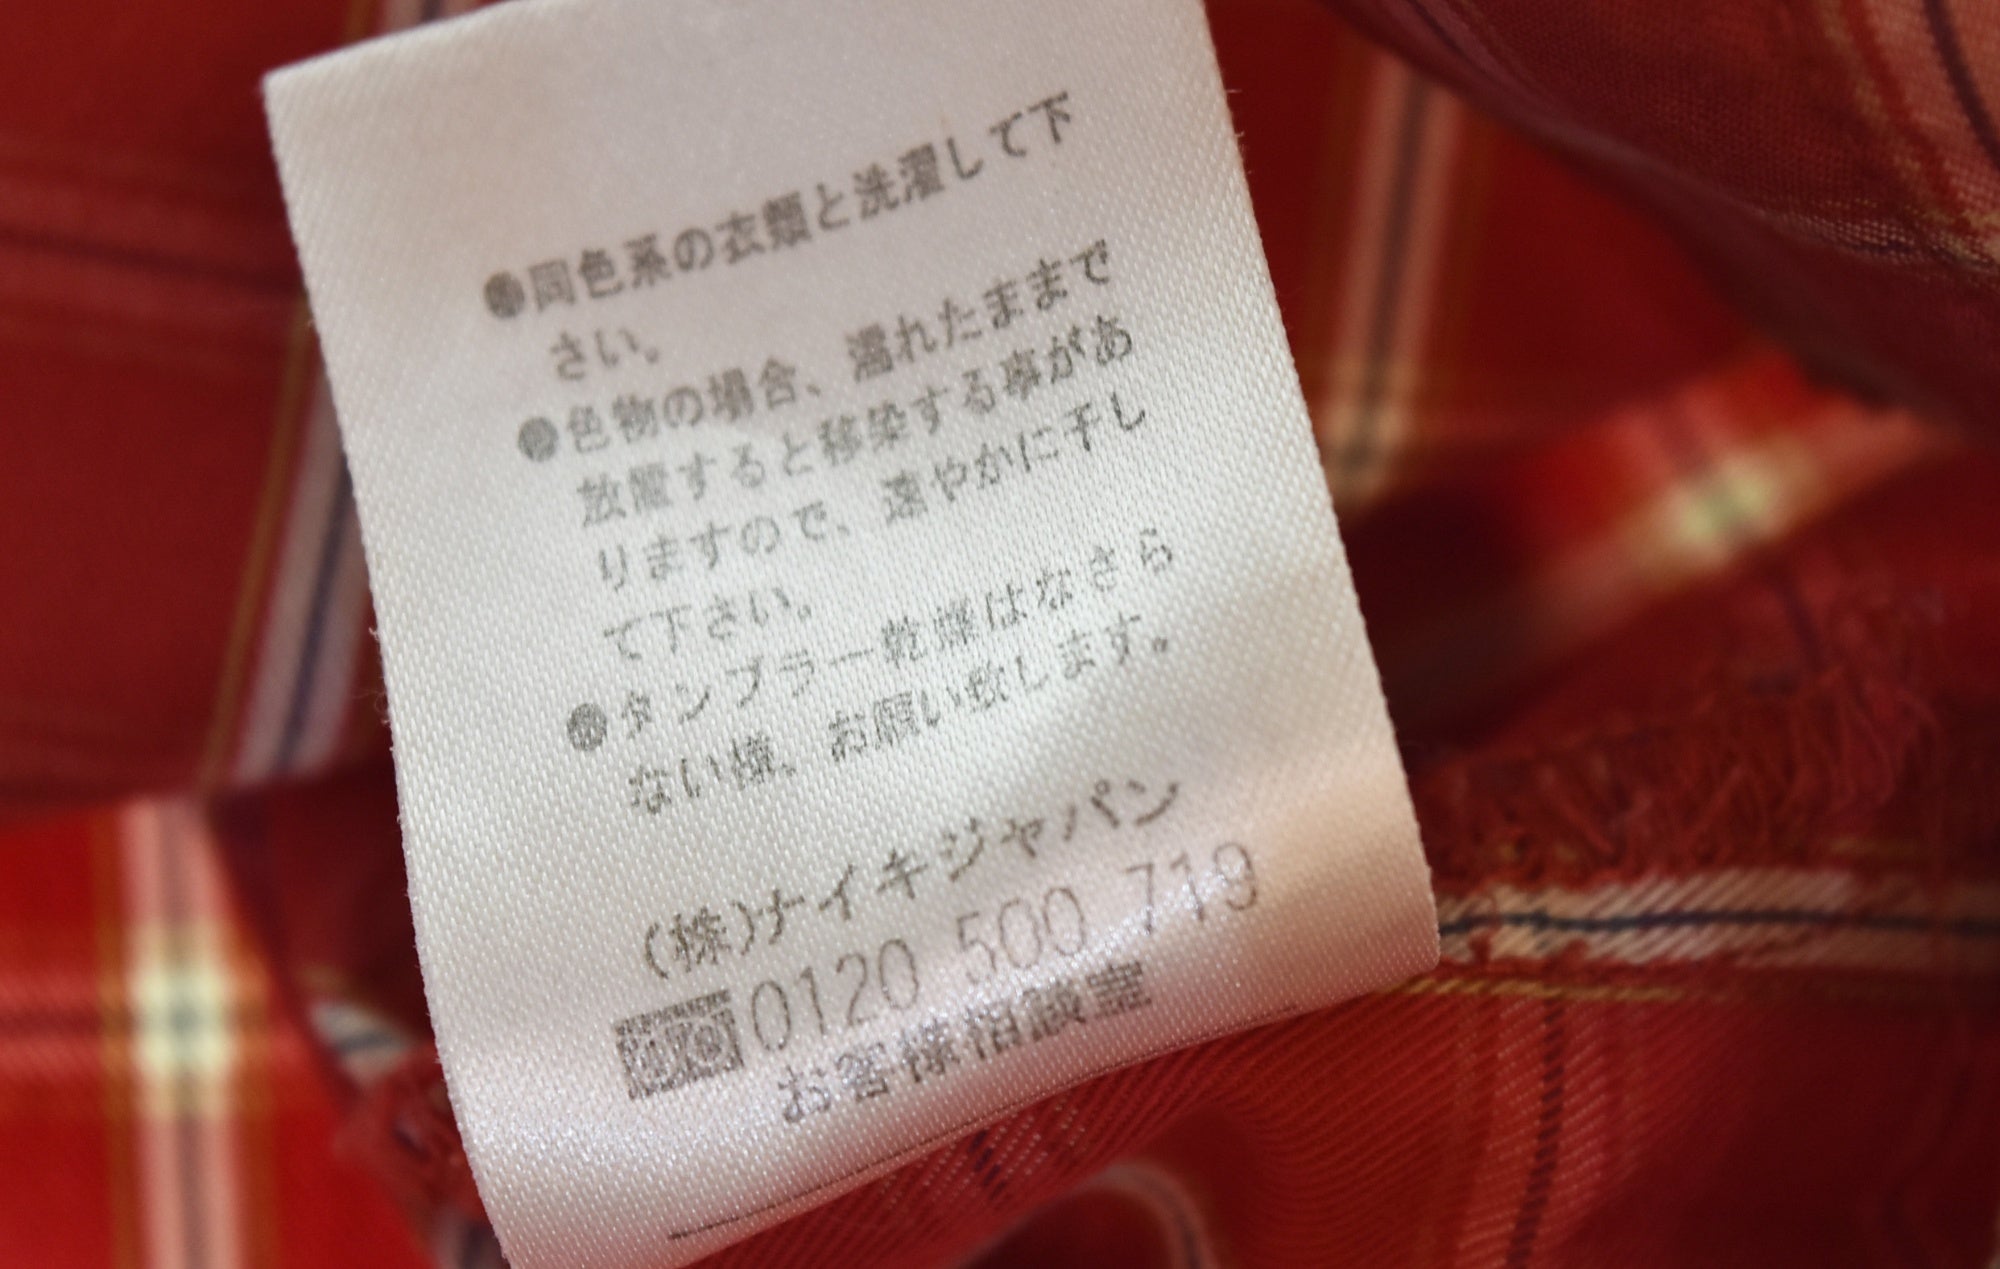 ●同色系の衣類と洗濯して下
さい。
●色物の場合、濡れたままで
放置すると移染する事があ
りますので、速やかに干し
て下さい。
●タンブラー乾燥はなさら
ない様、お願い致します。
(株)ナイキジャパン
0120 500 719
お客様相談室